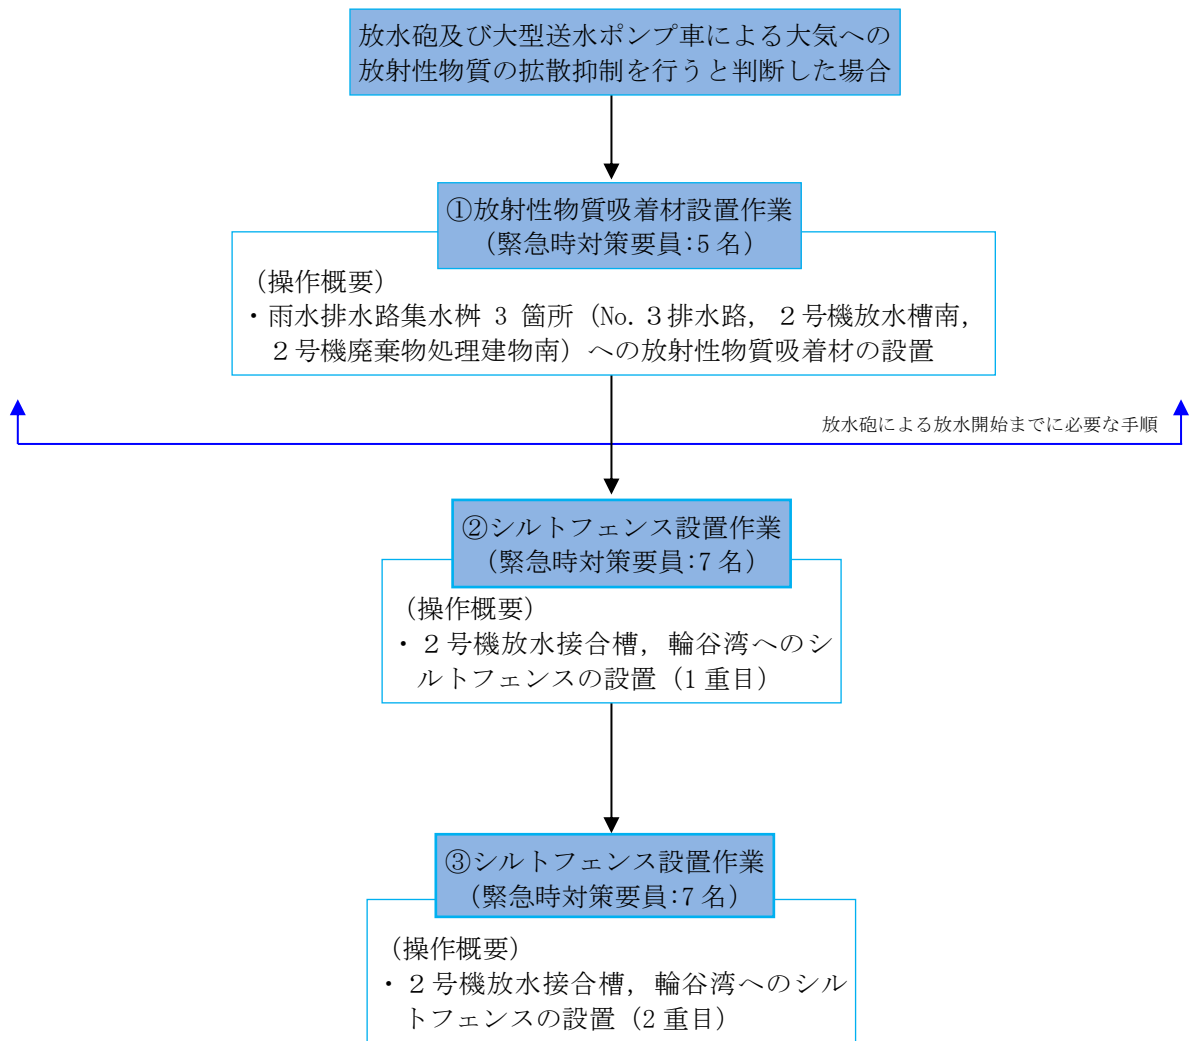 放水砲及び大型送水ポンプ車による大気への
放射性物質の拡散抑制を行うと判断した場合
①放射性物質吸着材設置作業
（緊急時対策要員:5 名）
（操作概要）
・雨水排水路集水桝 3 箇所（No.３排水路，２号機放水槽南，
２号機廃棄物処理建物南）への放射性物質吸着材の設置
放水砲による放水開始までに必要な手順
②シルトフェンス設置作業
（緊急時対策要員:7 名）
（操作概要）
・２号機放水接合槽，輪谷湾へのシ
ルトフェンスの設置（1 重目）
③シルトフェンス設置作業
（緊急時対策要員:7 名）
（操作概要）
・２号機放水接合槽，輪谷湾へのシル
トフェンスの設置（2 重目）